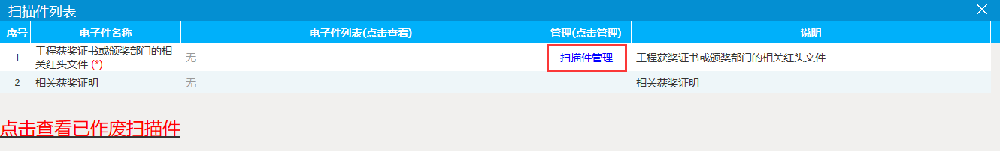 扫描件列表
序号 电子件名称 电子件列表(点击查看) 管理(点击管理) 说明
1 工程获奖证书或颁奖部门的相 无 扫描件管理 工程获奖证书或颁奖部门的相关红头文件
关红头文件 (*)
2 相关获奖证明 无 相关获奖证明
点击查看已作废扫描件